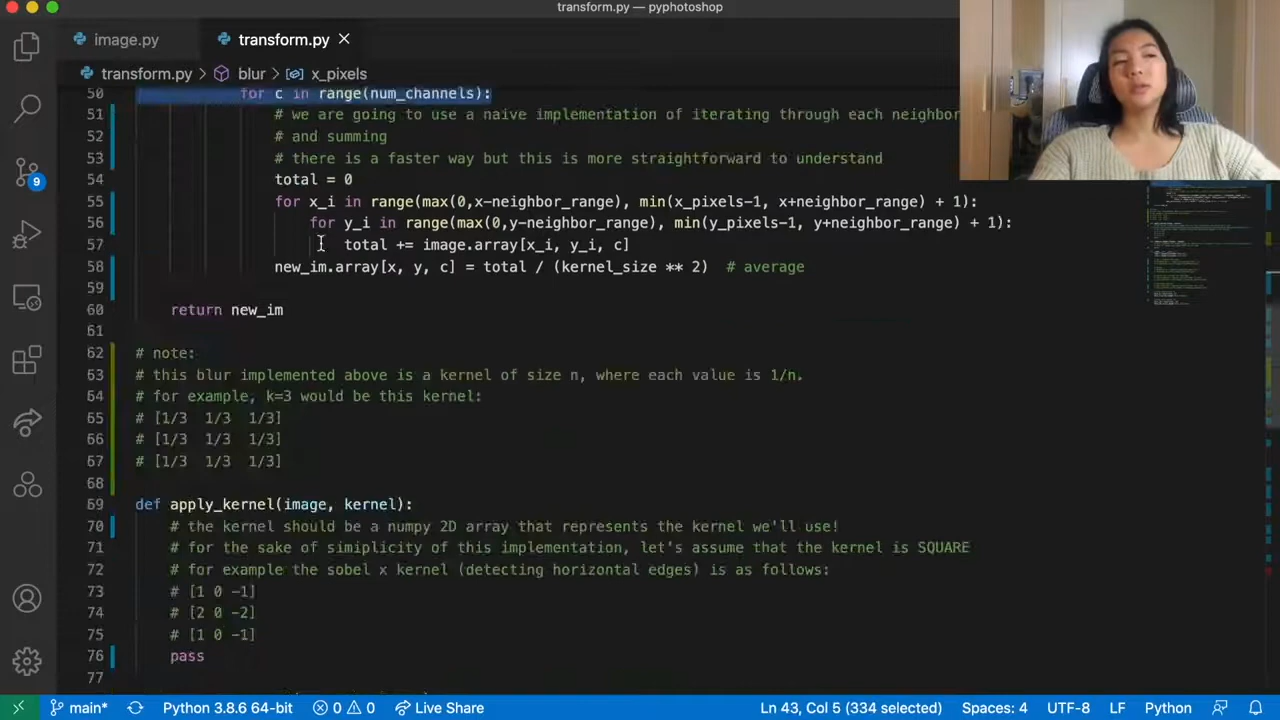 transform.py — pyphotoshop
image.py
transform.py
transform.py > blur > x_pixels
50 for c in range(num_channels):
51 # we are going to use a naive implementation of iterating through each neighbor
52 # and summing
53 # there is a faster way but this is more straightforward to understand
54 total = 0
55 for x_i in range(max(0,x-neighbor_range), min(x_pixels-1, x+neighbor_range) + 1):
56 for y_i in range(max(0,y-neighbor_range), min(y_pixels-1, y+neighbor_range) + 1):
57 total += image.array[x_i, y_i, c]
58 new_im.array[x, y, c] = total / (kernel_size ** 2) # average
59
60 return new_im
61
62 # note:
63 # this blur implemented above is a kernel of size n, where each value is 1/n.
64 # for example, k=3 would be this kernel:
65 # [1/3 1/3 1/3]
66 # [1/3 1/3 1/3]
67 # [1/3 1/3 1/3]
68
69 def apply_kernel(image, kernel):
70 # the kernel should be a numpy 2D array that represents the kernel we'll use!
71 # for the sake of simiplicity of this implementation, let's assume that the kernel is SQUARE
72 # for example the sobel x kernel (detecting horizontal edges) is as follows:
73 # [1 0 -1]
74 # [2 0 -2]
75 # [1 0 -1]
76 pass
77
9
main* Python 3.8.6 64-bit 0 0 Live Share Ln 43, Col 5 (334 selected) Spaces: 4 UTF-8 LF Python